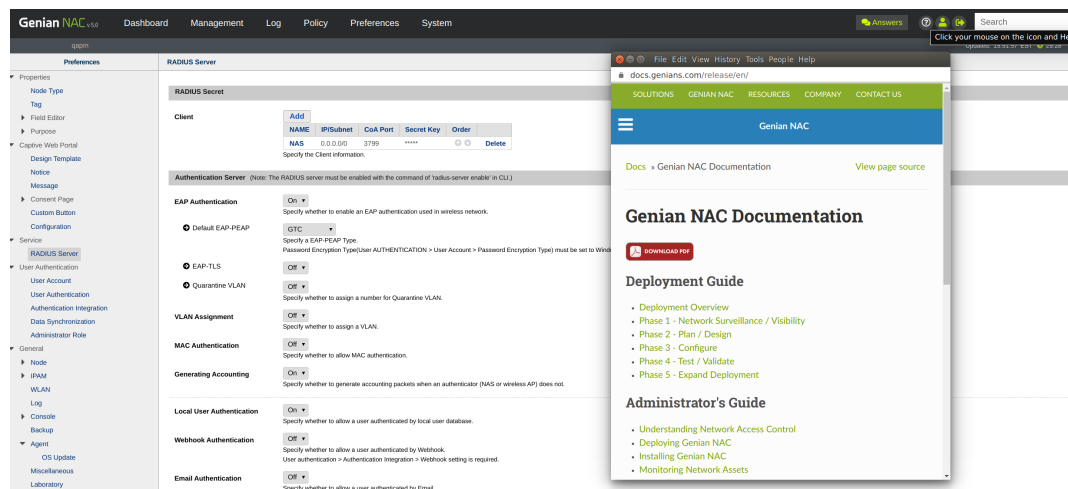 Genian NAC v 5.0
Dashboard Management Log Policy Preferences System
Answers
Search
Click your mouse on the icon and He
qapm
Preferences
RADIUS Server
Properties
Node Type
Tag
Field Editor
Purpose
Captive Web Portal
Design Template
Notice
Message
Consent Page
Custom Button
Configuration
Service
RADIUS Server
User Authentication
User Account
User Authentication
Authentication Integration
Data Synchronization
Administrator Role
General
Node
IPAM
WLAN
Log
Console
Backup
Agent
OS Update
Miscellaneous
Laboratory
RADIUS Secret
Client
Add
NAME IP/Subnet CoA Port Secret Key Order
NAS 0.0.0.0/0 3799 ***** Delete
Specify the Client information.
Authentication Server (Note: The RADIUS server must be enabled with the command of 'radius-server enable' in CLI.)
EAP Authentication On
Specify whether to enable an EAP authentication used in wireless network.
Default EAP-PEAP GTC
Specify a EAP-PEAP Type.
Password Encryption Type(User AUTHENTICATION > User Account > Password Encryption Type) must be set to Wind
EAP-TLS Off
Quarantine VLAN Off
Specify whether to assign a number for Quarantine VLAN.
VLAN Assignment Off
Specify whether to assign a VLAN.
MAC Authentication Off
Specify whether to allow MAC authentication.
Generating Accounting On
Specify whether to generate accounting packets when an authenticator (NAS or wireless AP) does not.
Local User Authentication On
Specify whether to allow a user authenticated by local user database.
Webhook Authentication Off
Specify whether to allow a user authenticated by Webhook.
User authentication > Authentication Integration > Webhook setting is required.
Email Authentication Off
Specify whether to allow a user authenticated by Email.
File Edit View History Tools People Help
docs.genians.com/release/en/
SOLUTIONS GENIAN NAC RESOURCES COMPANY CONTACT US
Genian NAC
Docs » Genian NAC Documentation View page source
Genian NAC Documentation
DOWNLOAD PDF
Deployment Guide
Deployment Overview
Phase 1 - Network Surveillance / Visibility
Phase 2 - Plan / Design
Phase 3 - Configure
Phase 4 - Test / Validate
Phase 5 - Expand Deployment
Administrator's Guide
Understanding Network Access Control
Deploying Genian NAC
Installing Genian NAC
Monitoring Network Assets